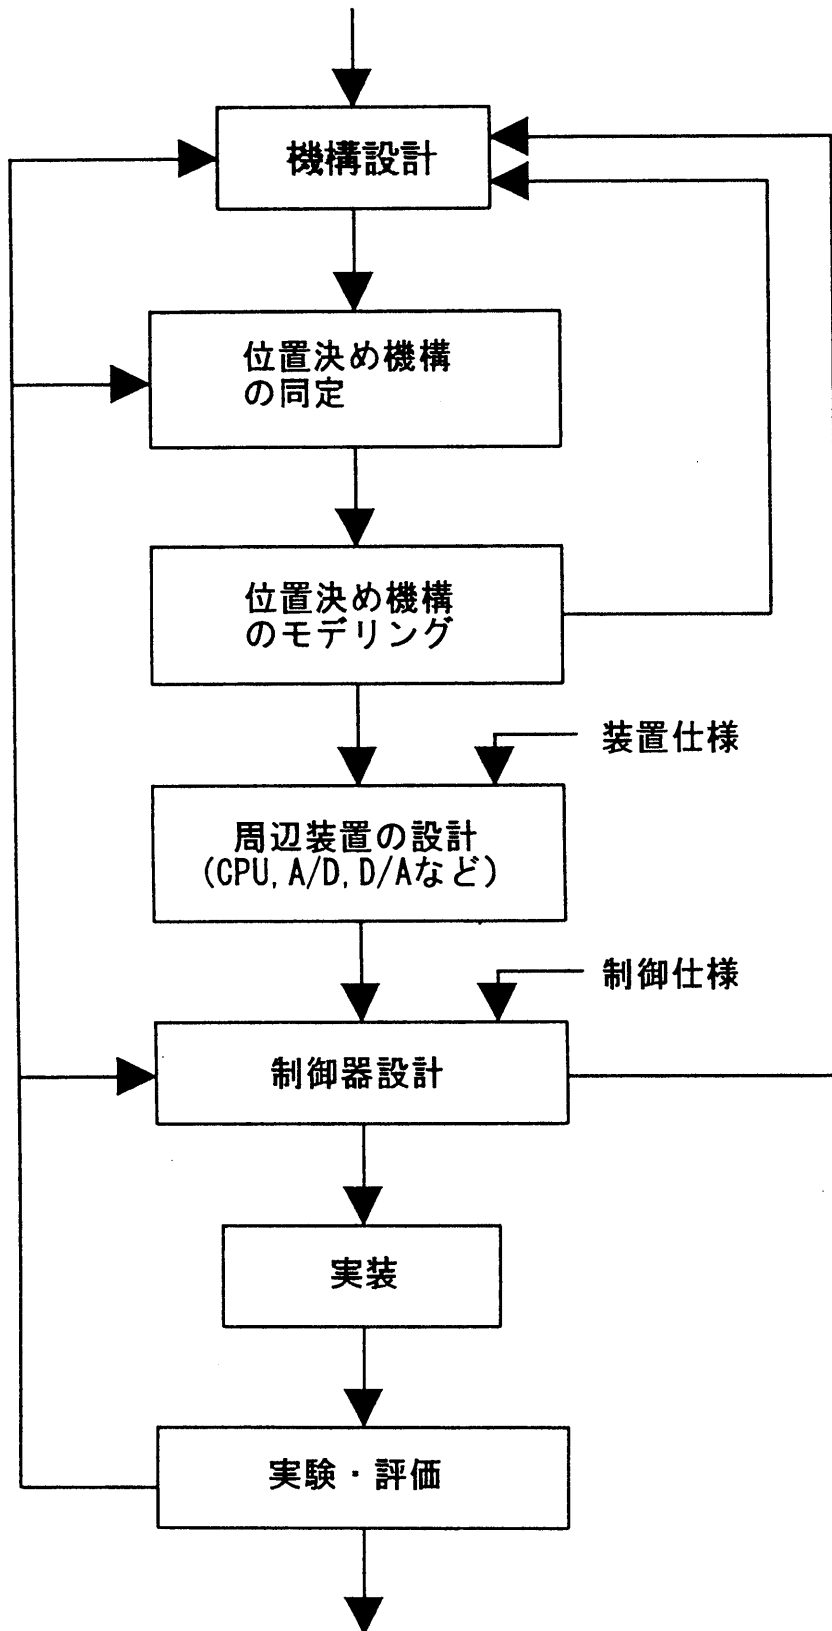 機構設計
位置決め機構
の同定
位置決め機構
のモデリング
装置仕様
周辺装置の設計
(CPU, A/D, D/Aなど)
制御仕様
制御器設計
実装
実験・評価